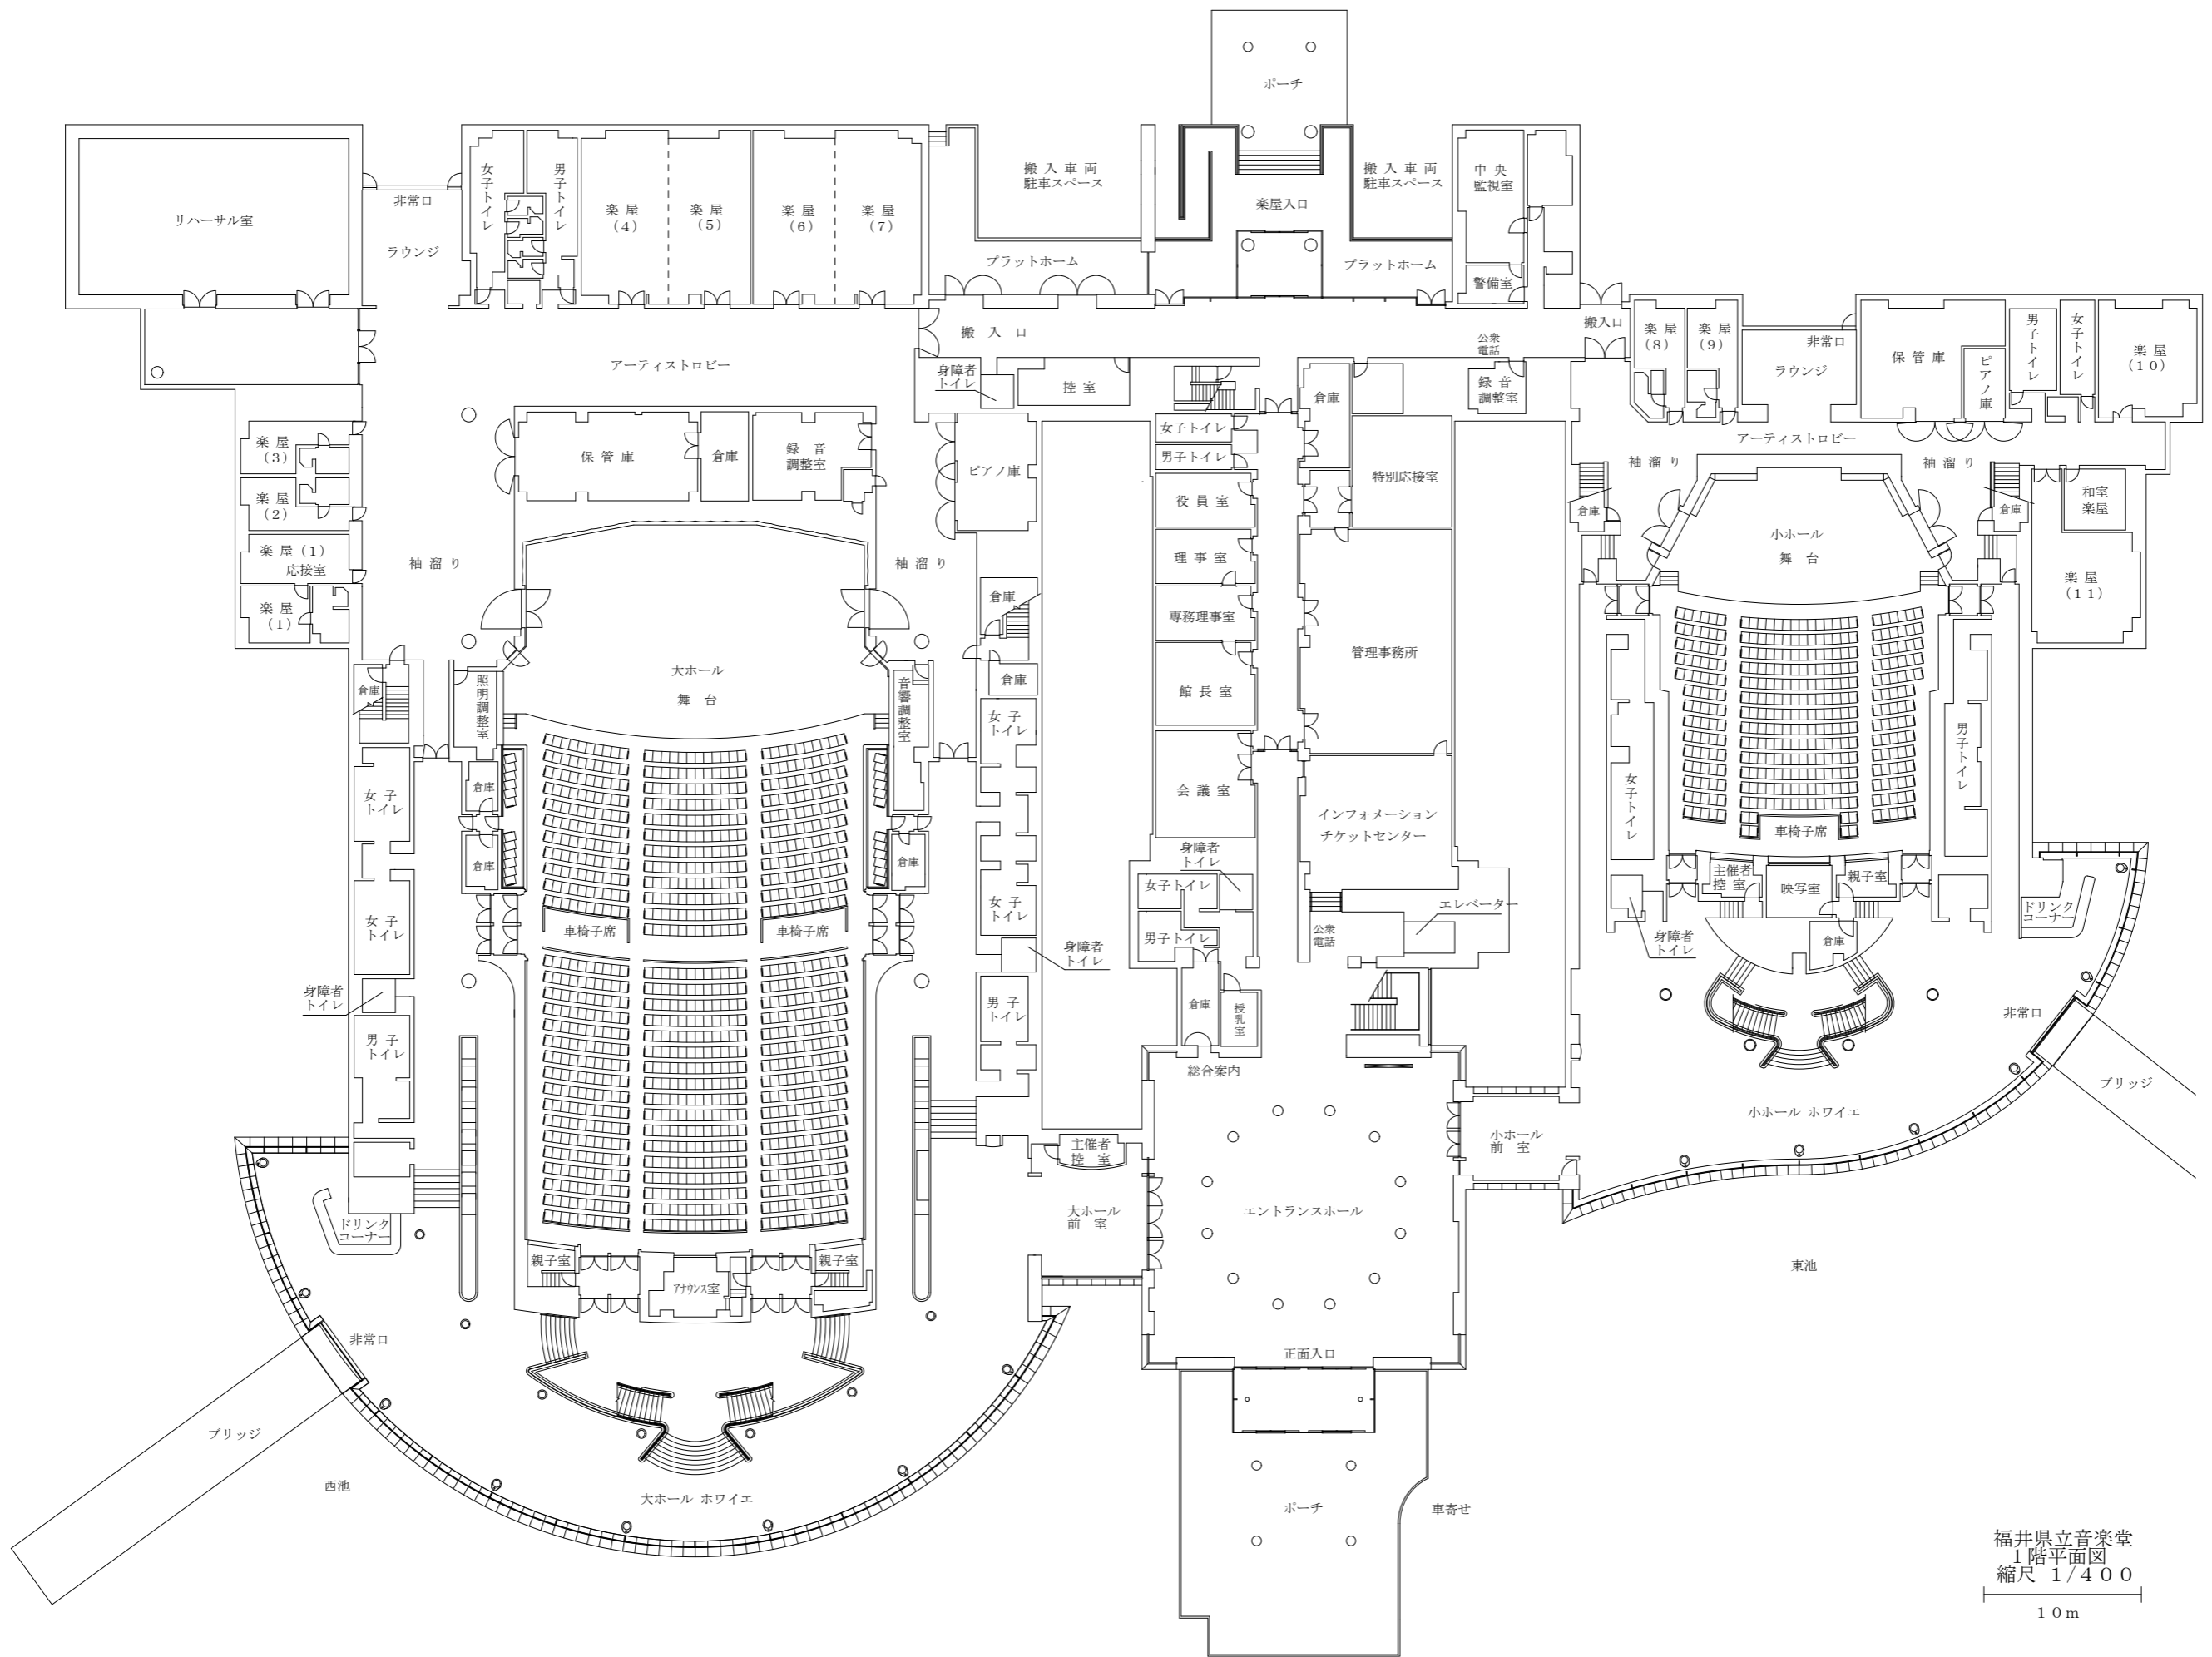 ポーチ
搬入車両
駐車スペース
楽屋入口
搬入車両
駐車スペース
中央
監視室
警備室
プラットホーム
プラットホーム
リハーサル室
非常口
ラウンジ
女子トイレ
男子トイレ
楽屋
(4)
楽屋
(5)
楽屋
(6)
楽屋
(7)
搬入口
アーティストロビー
身障者
トイレ
控室
公衆
電話
録音
調整室
倉庫
搬入口
楽屋
(8)
楽屋
(9)
ラウンジ
非常口
保管庫
ピアノ庫
男子トイレ
女子トイレ
楽屋
(10)
アーティストロビー
袖溜り
袖溜り
倉庫
倉庫
和室
楽屋
楽屋
(11)
小ホール
舞台
楽屋
(3)
楽屋
(2)
楽屋(1)
応接室
楽屋
(1)
保管庫
倉庫
録音
調整室
ピアノ庫
袖溜り
袖溜り
女子トイレ
男子トイレ
役員室
理事室
専務理事室
館長室
会議室
特別応接室
管理事務所
インフォメーション
チケットセンター
倉庫
倉庫
倉庫
照明調整室
大ホール
舞台
音響調整室
倉庫
倉庫
倉庫
女子
トイレ
女子
トイレ
身障者
トイレ
男子
トイレ
女子
トイレ
女子
トイレ
身障者
トイレ
男子
トイレ
車椅子席
車椅子席
身障者
トイレ
女子トイレ
男子トイレ
倉庫
授乳室
公衆
電話
エレベーター
総合案内
女子トイレ
男子トイレ
車椅子席
主催者
控室
映写室
親子室
倉庫
身障者
トイレ
ドリンク
コーナー
非常口
ブリッジ
小ホール ホワイエ
小ホール
前室
東池
主催者
控室
大ホール
前室
エントランスホール
正面入口
ドリンク
コーナー
親子室
アナウンス室
親子室
非常口
ブリッジ
西池
大ホール ホワイエ
ポーチ
車寄せ
福井県立音楽堂
1階平面図
縮尺 1/400
10m